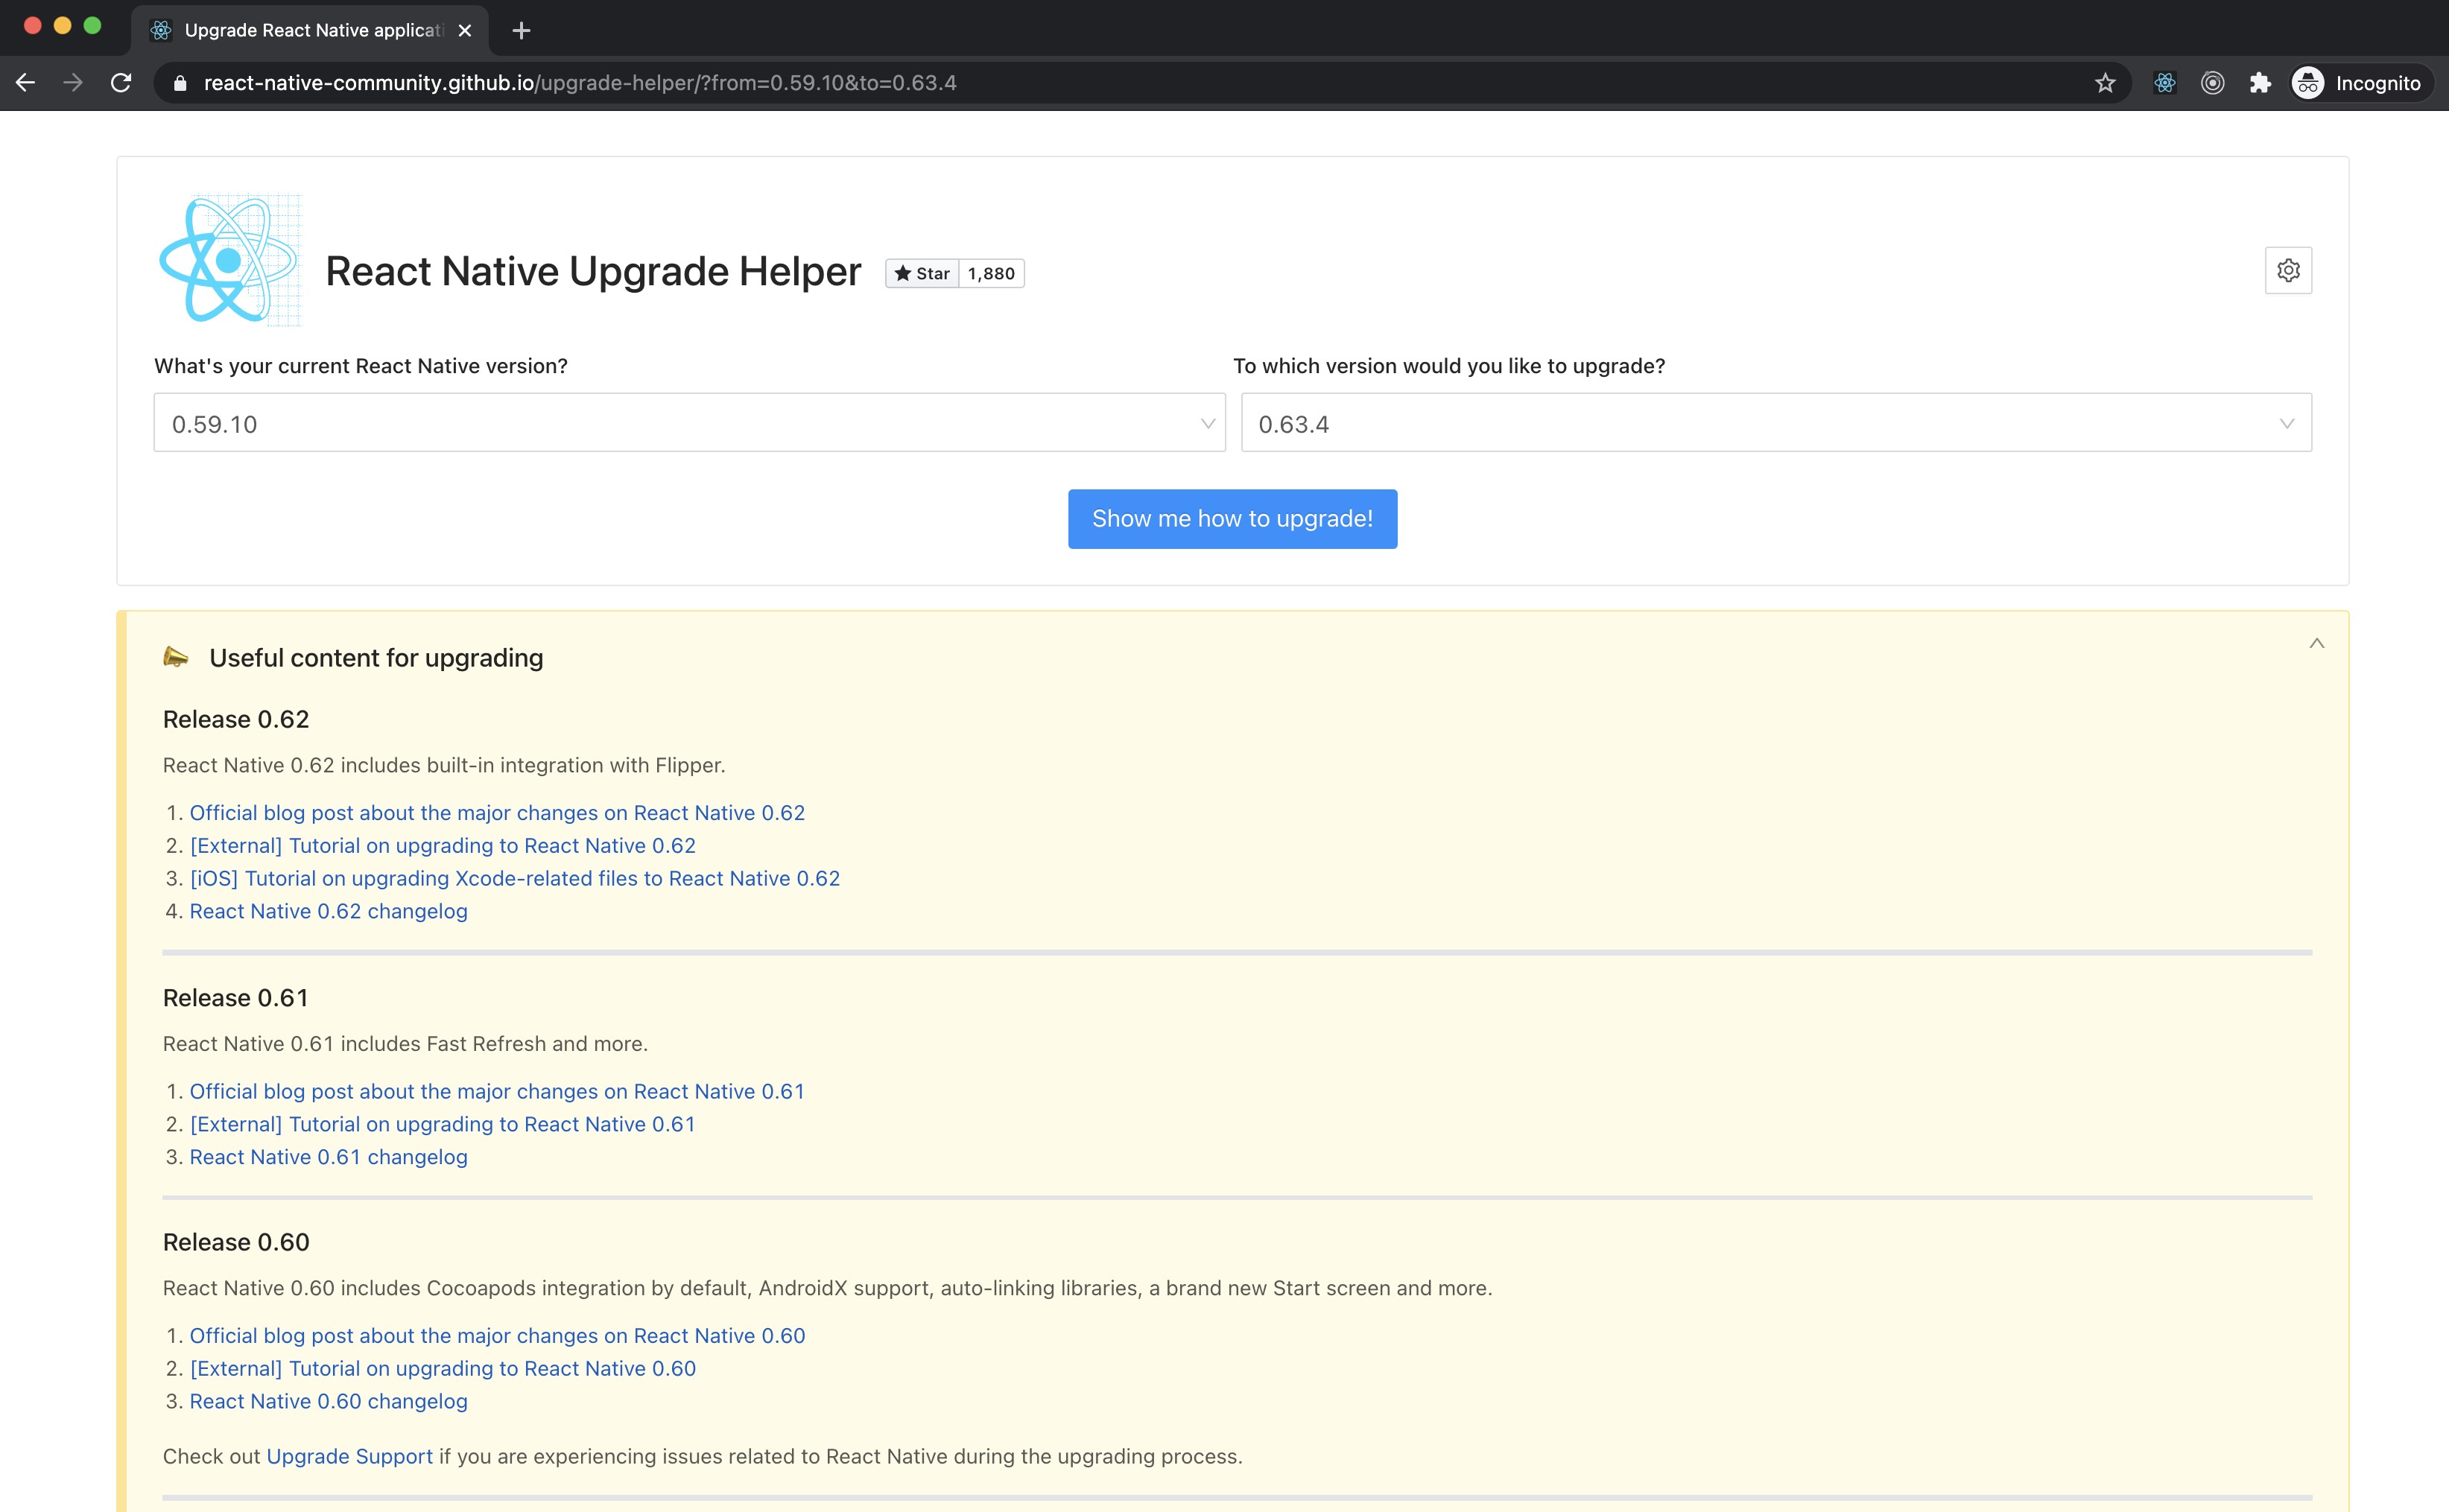 Upgrade React Native applicati
react-native-community.github.io/upgrade-helper/?from=0.59.10&to=0.63.4
Incognito
React Native Upgrade Helper
Star 1,880
What's your current React Native version?
To which version would you like to upgrade?
0.59.10
0.63.4
Show me how to upgrade!
Useful content for upgrading
Release 0.62
React Native 0.62 includes built-in integration with Flipper.
1. Official blog post about the major changes on React Native 0.62
2. [External] Tutorial on upgrading to React Native 0.62
3. [iOS] Tutorial on upgrading Xcode-related files to React Native 0.62
4. React Native 0.62 changelog
Release 0.61
React Native 0.61 includes Fast Refresh and more.
1. Official blog post about the major changes on React Native 0.61
2. [External] Tutorial on upgrading to React Native 0.61
3. React Native 0.61 changelog
Release 0.60
React Native 0.60 includes Cocoapods integration by default, AndroidX support, auto-linking libraries, a brand new Start screen and more.
1. Official blog post about the major changes on React Native 0.60
2. [External] Tutorial on upgrading to React Native 0.60
3. React Native 0.60 changelog
Check out Upgrade Support if you are experiencing issues related to React Native during the upgrading process.